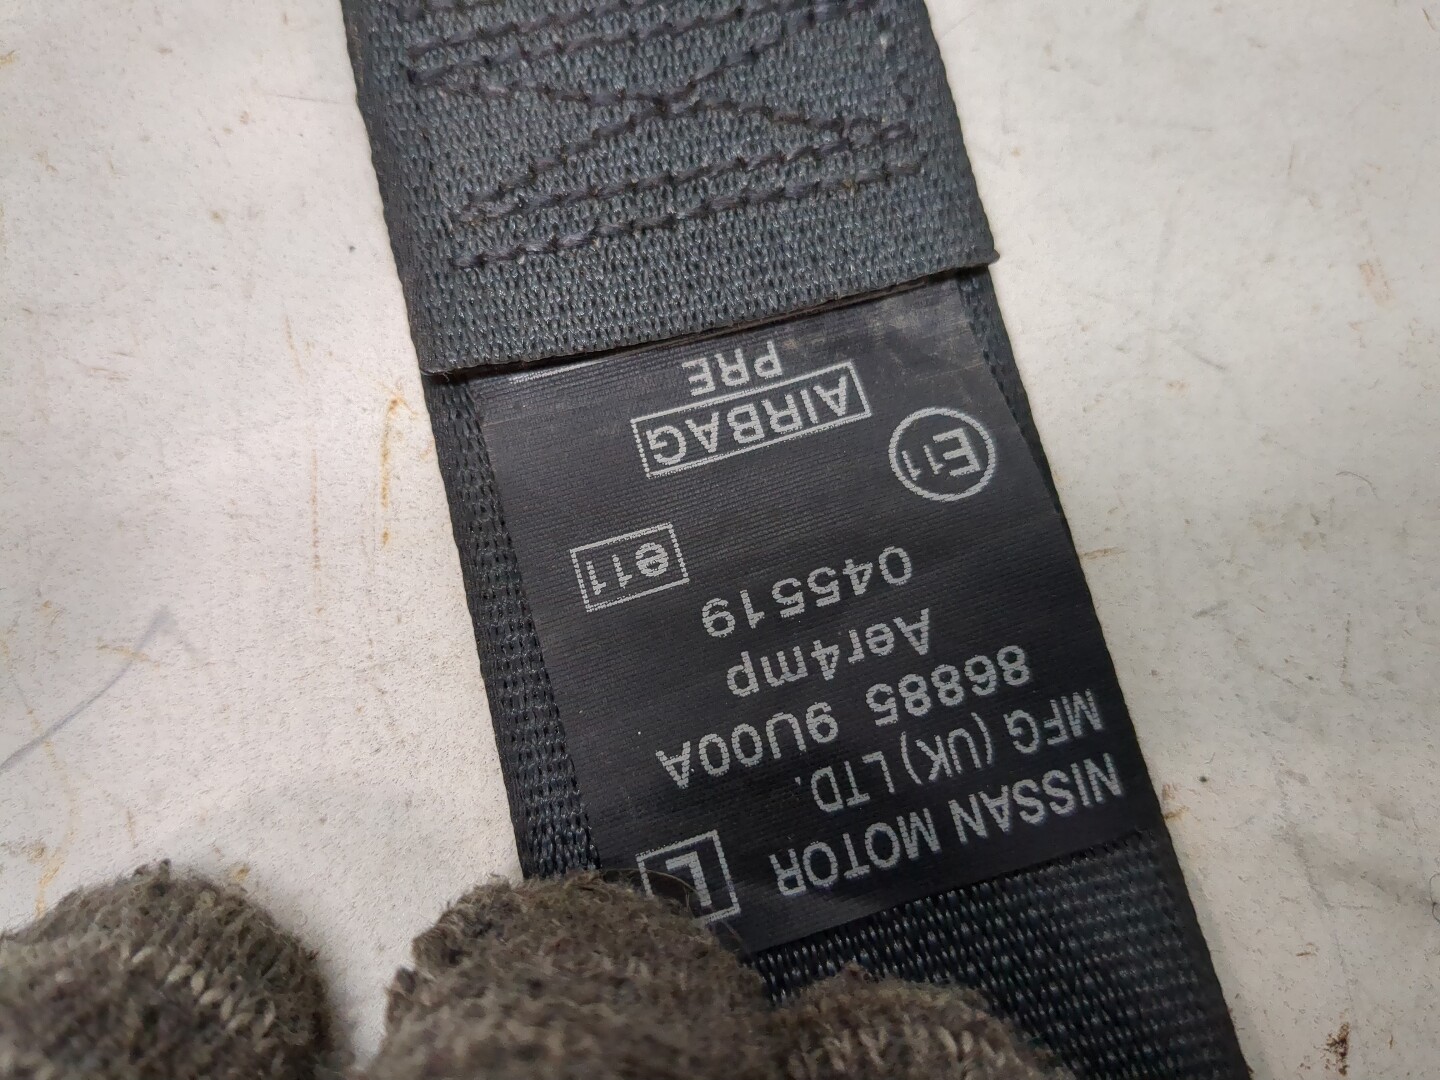 NISSAN MOTOR L
MFG (UK) LTD.
86885 9U00A
Aer4mp
045519
E11 e11
AIRBAG
PRE